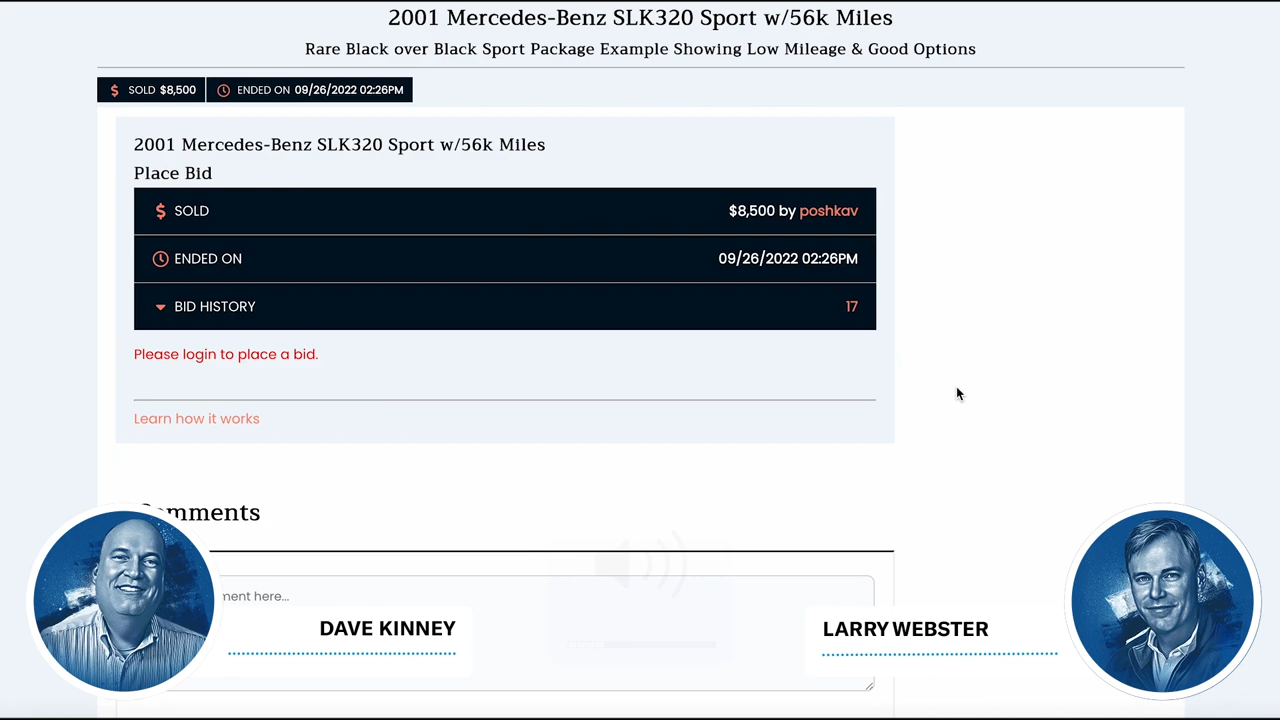 2001 Mercedes-Benz SLK320 Sport w/56k Miles
Rare Black over Black Sport Package Example Showing Low Mileage & Good Options
SOLD $8,500 ENDED ON 09/26/2022 02:26PM
2001 Mercedes-Benz SLK320 Sport w/56k Miles
Place Bid
SOLD $8,500 by poshkav
ENDED ON 09/26/2022 02:26PM
BID HISTORY 17
Please login to place a bid.
Learn how it works
Comments
ment here...
DAVE KINNEY
LARRY WEBSTER